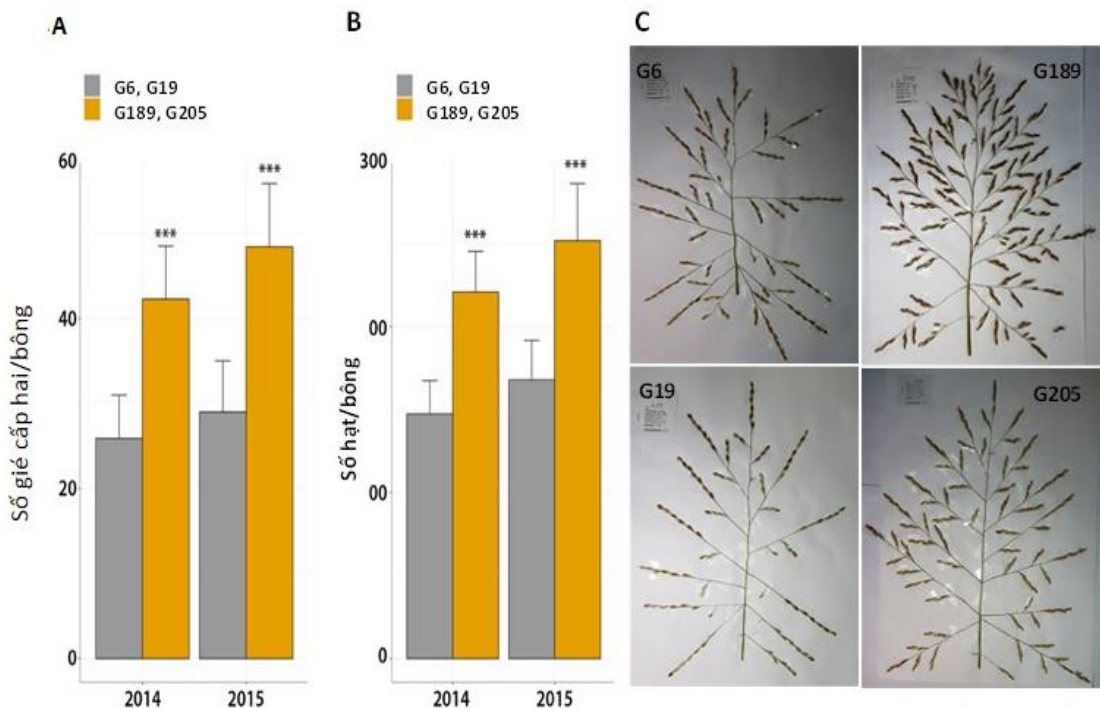 A
G6, G19
G189, G205
60
40
20
0
Số gié cấp hai/bông
***
***
2014
2015
B
G6, G19
G189, G205
300
00
00
0
Số hạt/bông
***
***
2014
2015
C
G6
G189
G19
G205